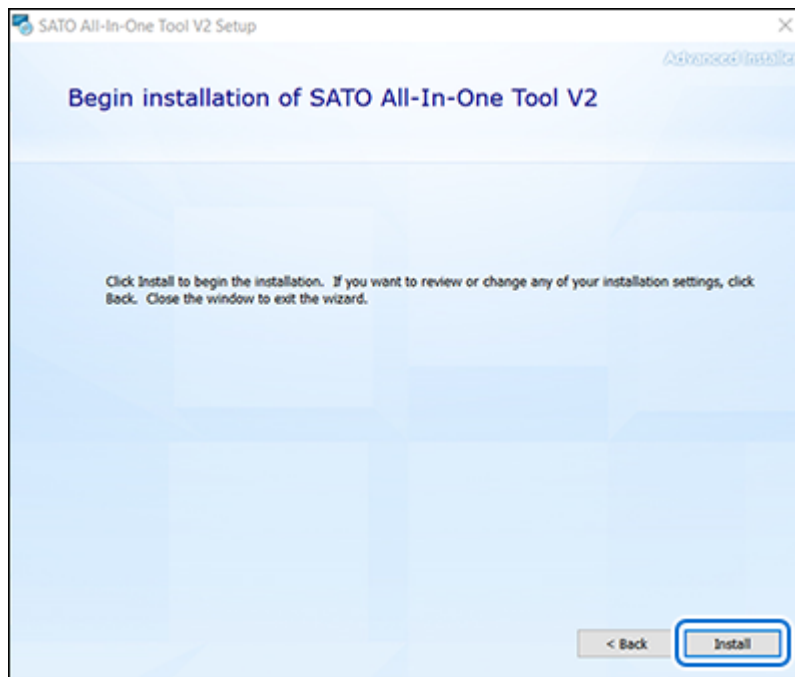 SATO All-In-One Tool V2 Setup
Advanced Installer
Begin installation of SATO All-In-One Tool V2
Click Install to begin the installation. If you want to review or change any of your installation settings, click
Back. Close the window to exit the wizard.
< Back
Install